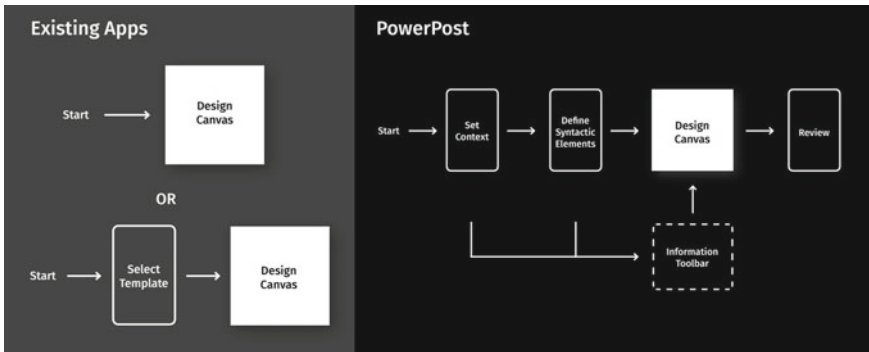 Existing Apps
Start
Design
Canvas
OR
Start
Select
Template
Design
Canvas
PowerPost
Start
Set
Context
Define
Syntactic
Elements
Design
Canvas
Review
Information
Toolbar